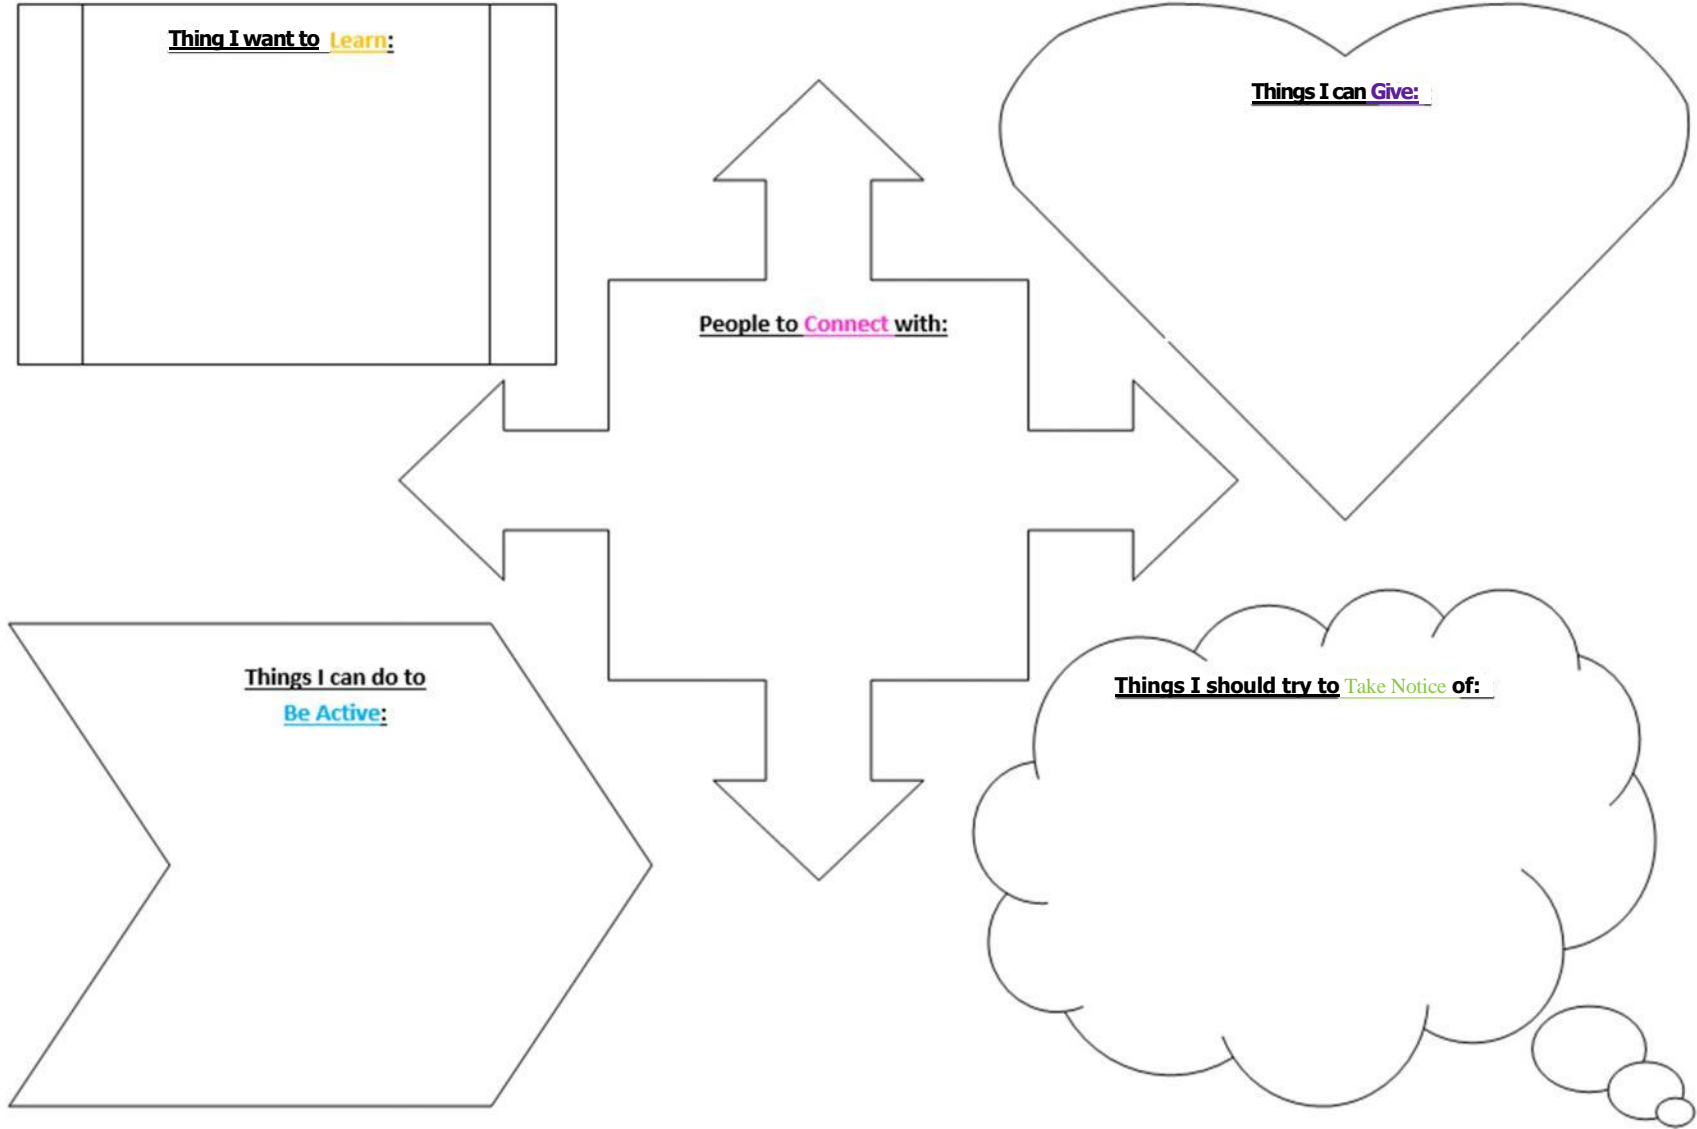 Thing I want to Learn:
Things I can Give:
People to Connect with:
Things I can do to
Be Active:
Things I should try to Take Notice of: